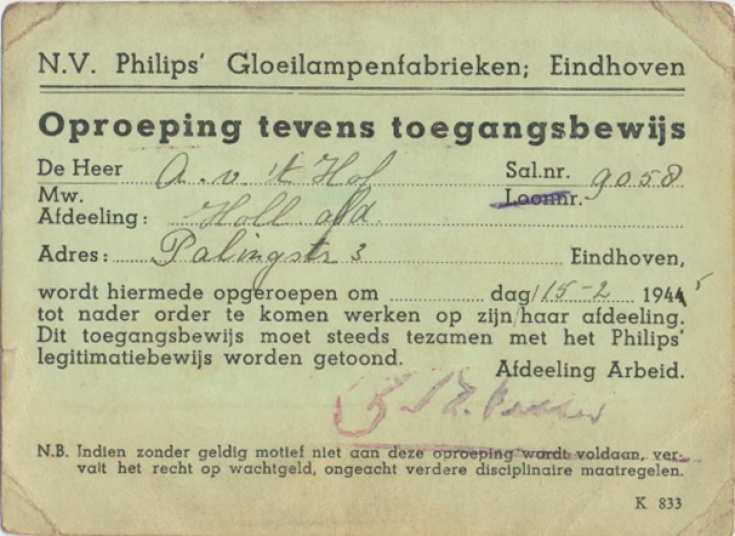 N.V. Philips' Gloeilampenfabrieken; Eindhoven
Oproeping tevens toegangsbewijs
De Heer A. v. 't Hof Sal.nr. 9058
Mw. Loonnr.
Afdeeling: Holl afd.
Adres: Palingstr 3 Eindhoven,
wordt hiermede opgeroepen om ............ dag/15-2 1944 5
tot nader order te komen werken op zijn/haar afdeeling.
Dit toegangsbewijs moet steeds tezamen met het Philips'
legitimatiebewijs worden getoond.
Afdeeling Arbeid.
N.B. Indien zonder geldig motief niet aan deze oproeping wordt voldaan, ver-
valt het recht op wachtgeld, ongeacht verdere disciplinaire maatregelen.
K 833